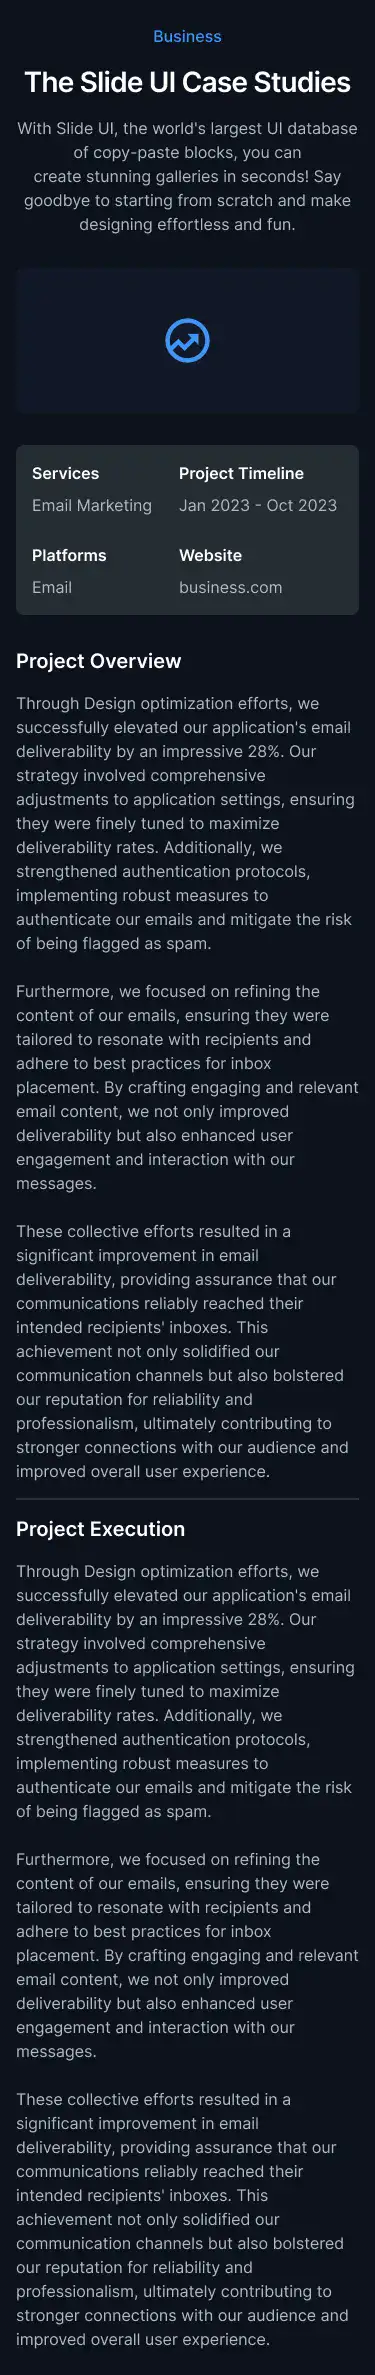 Business
The Slide UI Case Studies
With Slide UI, the world's largest UI database
of copy-paste blocks, you can
create stunning galleries in seconds! Say
goodbye to starting from scratch and make
designing effortless and fun.
Services
Project Timeline
Email Marketing
Jan 2023 - Oct 2023
Platforms
Website
Email
business.com
Project Overview
Through Design optimization efforts, we
successfully elevated our application's email
deliverability by an impressive 28%. Our
strategy involved comprehensive
adjustments to application settings, ensuring
they were finely tuned to maximize
deliverability rates. Additionally, we
strengthened authentication protocols,
implementing robust measures to
authenticate our emails and mitigate the risk
of being flagged as spam.
Furthermore, we focused on refining the
content of our emails, ensuring they were
tailored to resonate with recipients and
adhere to best practices for inbox
placement. By crafting engaging and relevant
email content, we not only improved
deliverability but also enhanced user
engagement and interaction with our
messages.
These collective efforts resulted in a
significant improvement in email
deliverability, providing assurance that our
communications reliably reached their
intended recipients' inboxes. This
achievement not only solidified our
communication channels but also bolstered
our reputation for reliability and
professionalism, ultimately contributing to
stronger connections with our audience and
improved overall user experience.
Project Execution
Through Design optimization efforts, we
successfully elevated our application's email
deliverability by an impressive 28%. Our
strategy involved comprehensive
adjustments to application settings, ensuring
they were finely tuned to maximize
deliverability rates. Additionally, we
strengthened authentication protocols,
implementing robust measures to
authenticate our emails and mitigate the risk
of being flagged as spam.
Furthermore, we focused on refining the
content of our emails, ensuring they were
tailored to resonate with recipients and
adhere to best practices for inbox
placement. By crafting engaging and relevant
email content, we not only improved
deliverability but also enhanced user
engagement and interaction with our
messages.
These collective efforts resulted in a
significant improvement in email
deliverability, providing assurance that our
communications reliably reached their
intended recipients' inboxes. This
achievement not only solidified our
communication channels but also bolstered
our reputation for reliability and
professionalism, ultimately contributing to
stronger connections with our audience and
improved overall user experience.